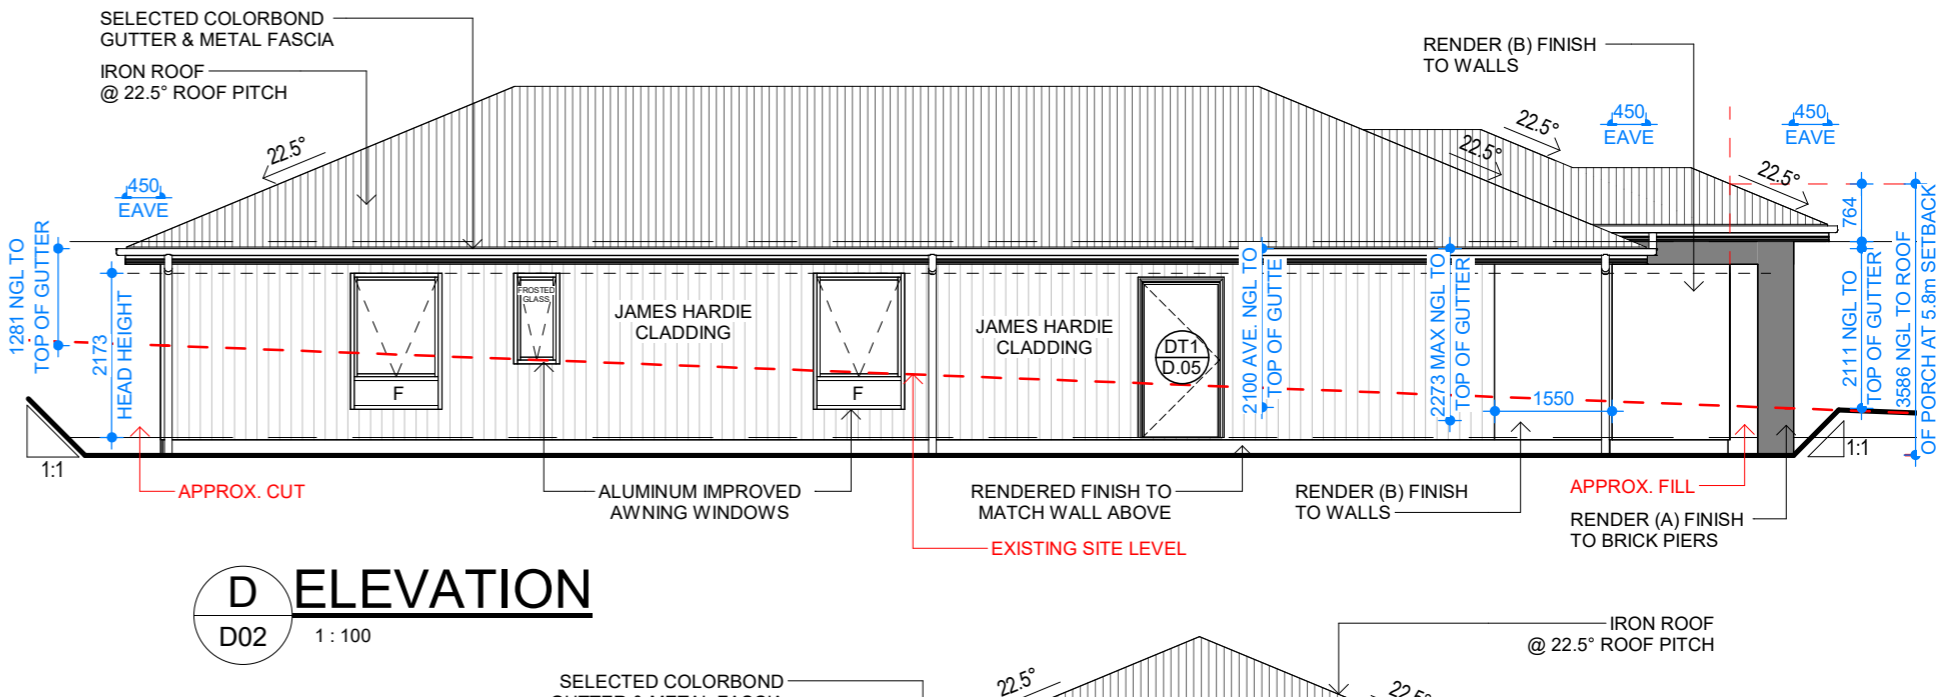 SELECTED COLORBOND
GUTTER & METAL FASCIA
IRON ROOF
@ 22.5° ROOF PITCH
RENDER (B) FINISH
TO WALLS
450
EAVE
450
EAVE
450
EAVE
22.5°
22.5°
22.5°
22.5°
1281 NGL TO
TOP OF GUTTER
2173
HEAD HEIGHT
FROSTED
GLASS
JAMES HARDIE
CLADDING
JAMES HARDIE
CLADDING
F
F
DT1
D.05
2100 AVE. NGL TO
TOP OF GUTTE
2273 MAX NGL TO
TOP OF GUTTER
1550
764
2111 NGL TO
TOP OF GUTTER
3586 NGL TO ROOF
OF PORCH AT 5.8m SETBACK
1:1
1:1
APPROX. CUT
ALUMINUM IMPROVED
AWNING WINDOWS
RENDERED FINISH TO
MATCH WALL ABOVE
EXISTING SITE LEVEL
RENDER (B) FINISH
TO WALLS
APPROX. FILL
RENDER (A) FINISH
TO BRICK PIERS
D
D02
ELEVATION
1 : 100
IRON ROOF
@ 22.5° ROOF PITCH
SELECTED COLORBOND
GUTTER & METAL FASCIA
22.5°
22.5°